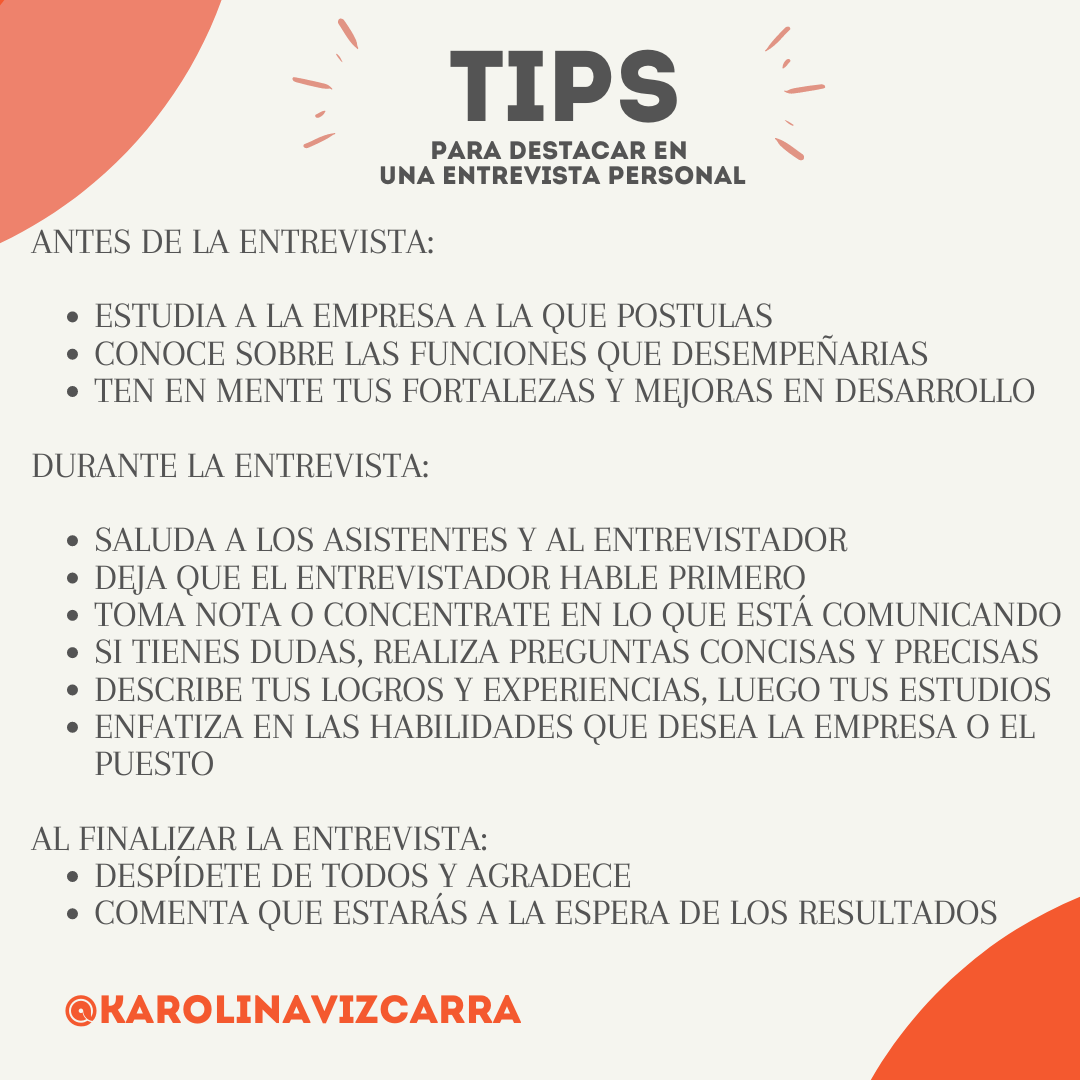 TIPS
PARA DESTACAR EN
UNA ENTREVISTA PERSONAL
ANTES DE LA ENTREVISTA:
• ESTUDIA A LA EMPRESA A LA QUE POSTULAS
• CONOCE SOBRE LAS FUNCIONES QUE DESEMPEÑARIAS
• TEN EN MENTE TUS FORTALEZAS Y MEJORAS EN DESARROLLO
DURANTE LA ENTREVISTA:
• SALUDA A LOS ASISTENTES Y AL ENTREVISTADOR
• DEJA QUE EL ENTREVISTADOR HABLE PRIMERO
• TOMA NOTA O CONCENTRATE EN LO QUE ESTÁ COMUNICANDO
• SI TIENES DUDAS, REALIZA PREGUNTAS CONCISAS Y PRECISAS
• DESCRIBE TUS LOGROS Y EXPERIENCIAS, LUEGO TUS ESTUDIOS
• ENFATIZA EN LAS HABILIDADES QUE DESEA LA EMPRESA O EL
PUESTO
AL FINALIZAR LA ENTREVISTA:
• DESPÍDETE DE TODOS Y AGRADECE
• COMENTA QUE ESTARÁS A LA ESPERA DE LOS RESULTADOS
@KAROLINAVIZCARRA